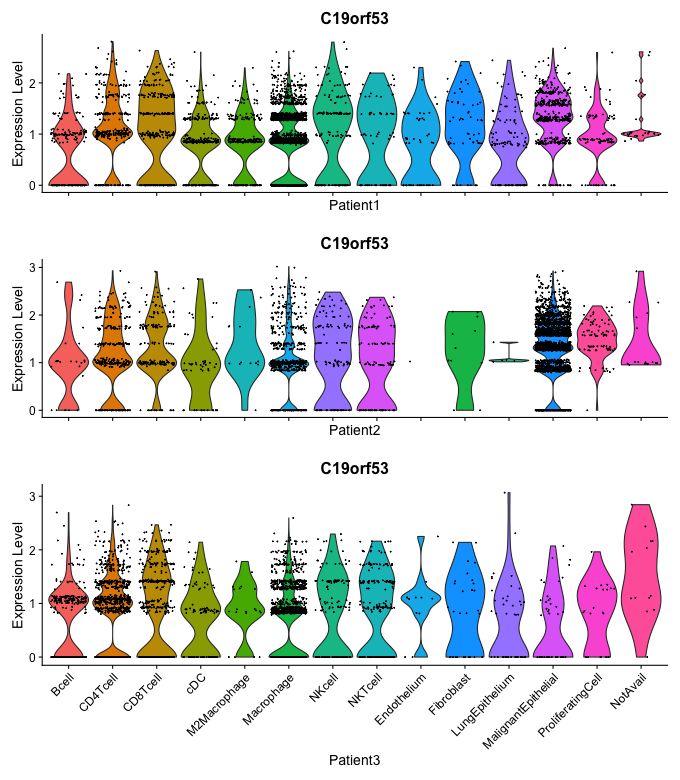 C19orf53
Expression Level
2
1
0
Patient1
C19orf53
Expression Level
3
2
1
0
Patient2
C19orf53
Expression Level
3
2
1
0
Bcell
CD4Tcell
CD8Tcell
cDC
M2Macrophage
Macrophage
NKcell
NKTcell
Endothelium
Fibroblast
LungEpithelium
MalignantEpithelial
ProliferatingCell
NotAvail
Patient3